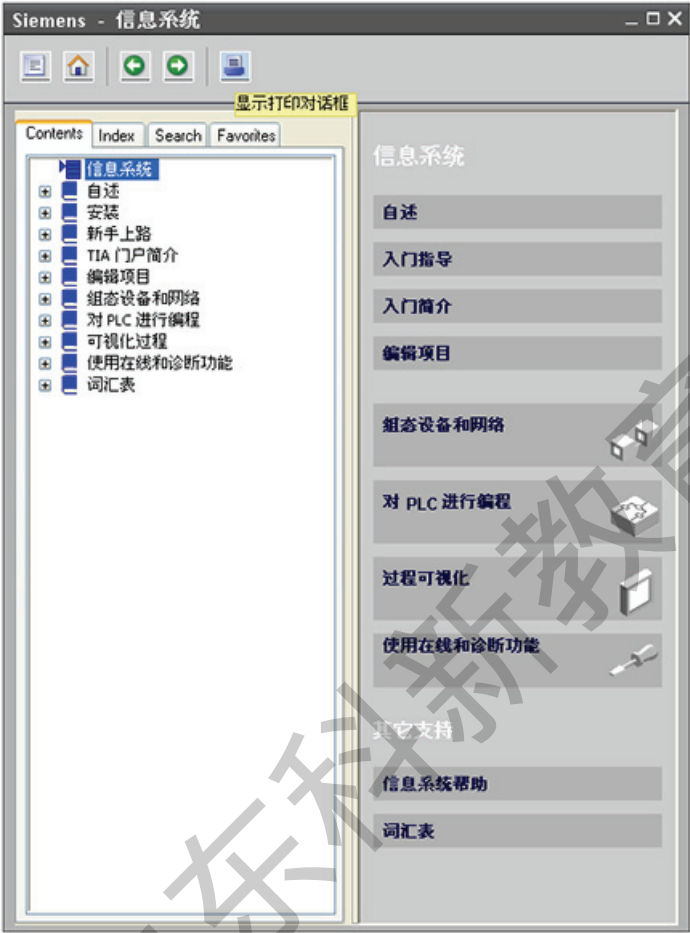 Siemens - 信息系统
显示打印对话框
Contents Index Search Favorites
信息系统
自述
安装
新手上路
TIA 门户简介
编辑项目
组态设备和网络
对 PLC 进行编程
可视化过程
使用在线和诊断功能
词汇表
信息系统
自述
入门指导
入门简介
编辑项目
组态设备和网络
对 PLC 进行编程
过程可视化
使用在线和诊断功能
其它支持
信息系统帮助
词汇表
东科新教育